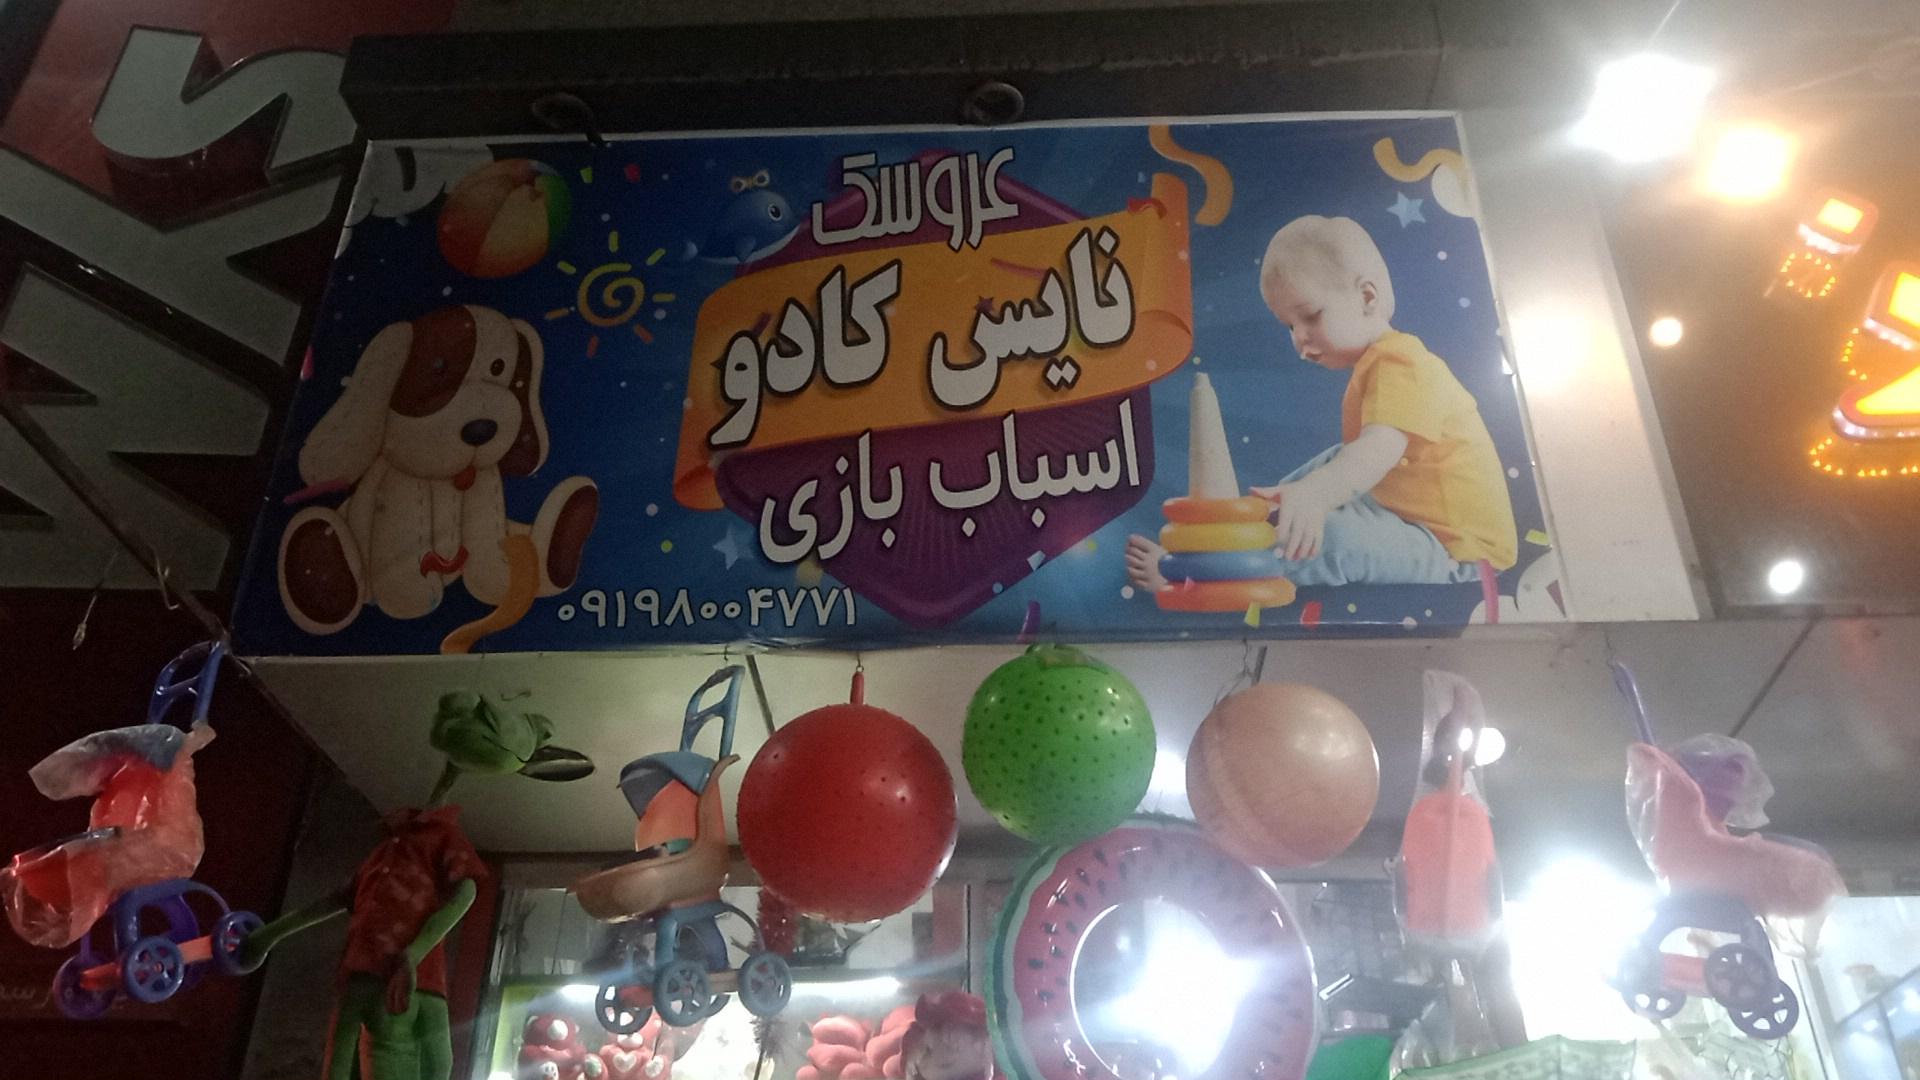 عروسک
نایس کادو
اسباب بازی
۰۹۱۹۸۰۰۴۷۷۱